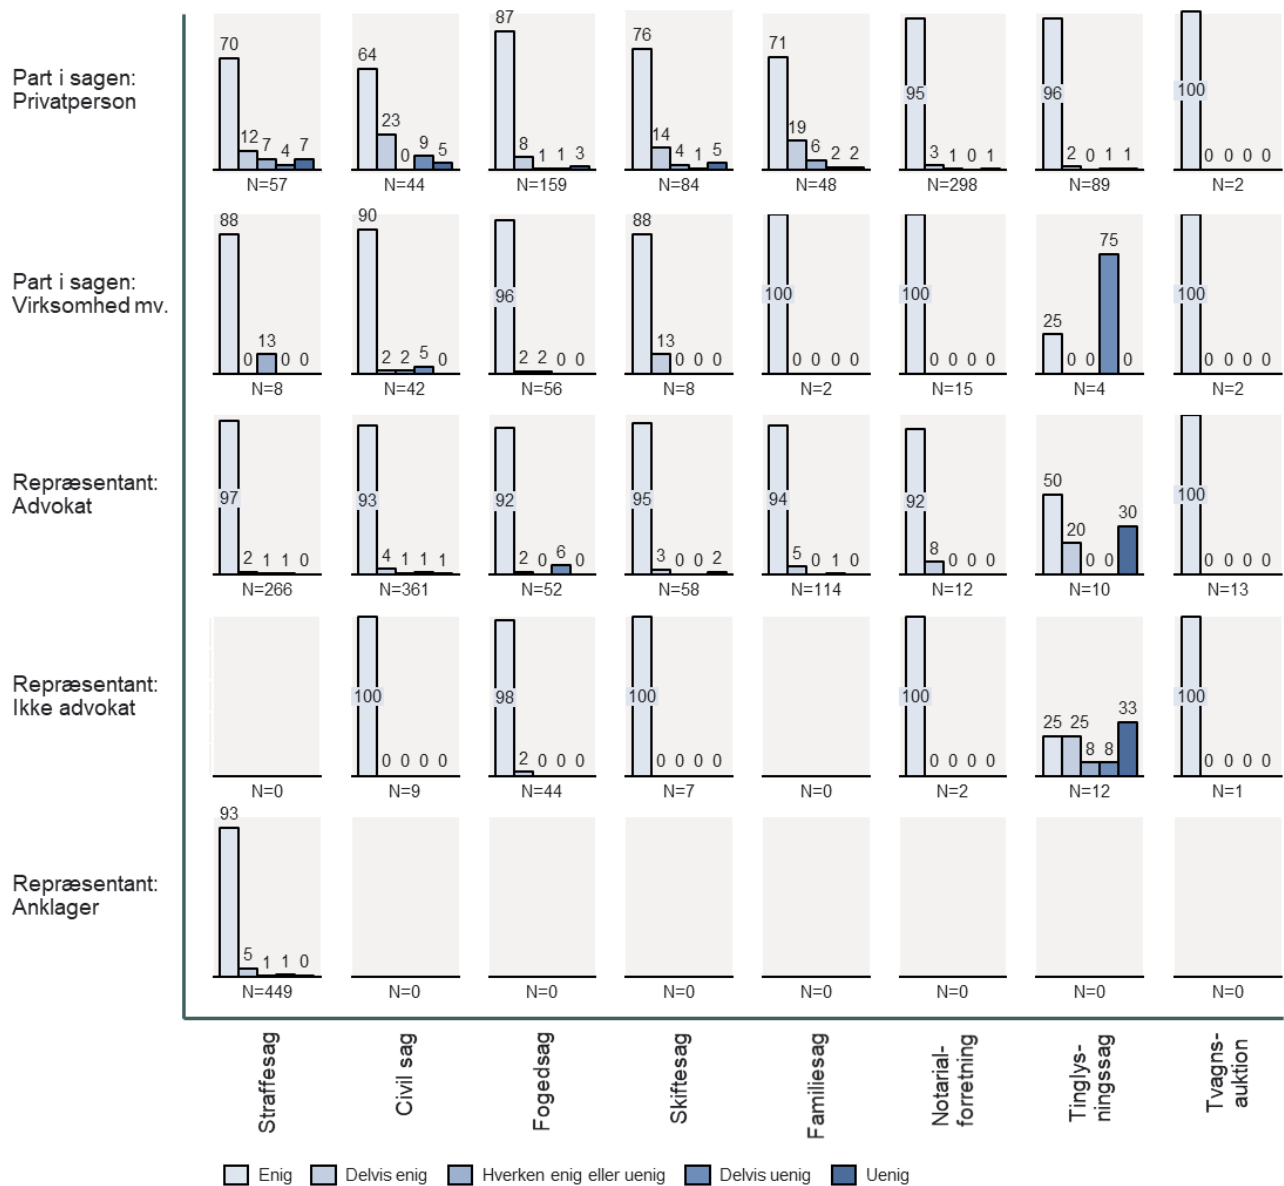 Part i sagen:
Privatperson
70 12 7 4 7
N=57
64 23 0 9 5
N=44
87 8 1 1 3
N=159
76 14 4 1 5
N=84
71 19 6 2 2
N=48
95 3 1 0 1
N=298
96 2 0 1 1
N=89
100 0 0 0 0
N=2
Part i sagen:
Virksomhed mv.
88 0 13 0 0
N=8
90 2 2 5 0
N=42
96 2 2 0 0
N=56
88 13 0 0 0
N=8
100 0 0 0 0
N=2
100 0 0 0 0
N=15
25 0 0 75 0
N=4
100 0 0 0 0
N=2
Repræsentant:
Advokat
97 2 1 1 0
N=266
93 4 1 1 1
N=361
92 2 0 6 0
N=52
95 3 0 0 2
N=58
94 5 0 1 0
N=114
92 8 0 0 0
N=12
50 20 0 0 30
N=10
100 0 0 0 0
N=13
Repræsentant:
Ikke advokat
N=0
100 0 0 0 0
N=9
98 2 0 0 0
N=44
100 0 0 0 0
N=7
N=0
100 0 0 0 0
N=2
25 25 8 8 33
N=12
100 0 0 0 0
N=1
Repræsentant:
Anklager
93 5 1 1 0
N=449
N=0
N=0
N=0
N=0
N=0
N=0
N=0
Straffesag
Civil sag
Fogedsag
Skiftesag
Familiesag
Notarial-
forretning
Tinglys-
ningssag
Tvagns-
auktion
Enig Delvis enig Hverken enig eller uenig Delvis uenig Uenig